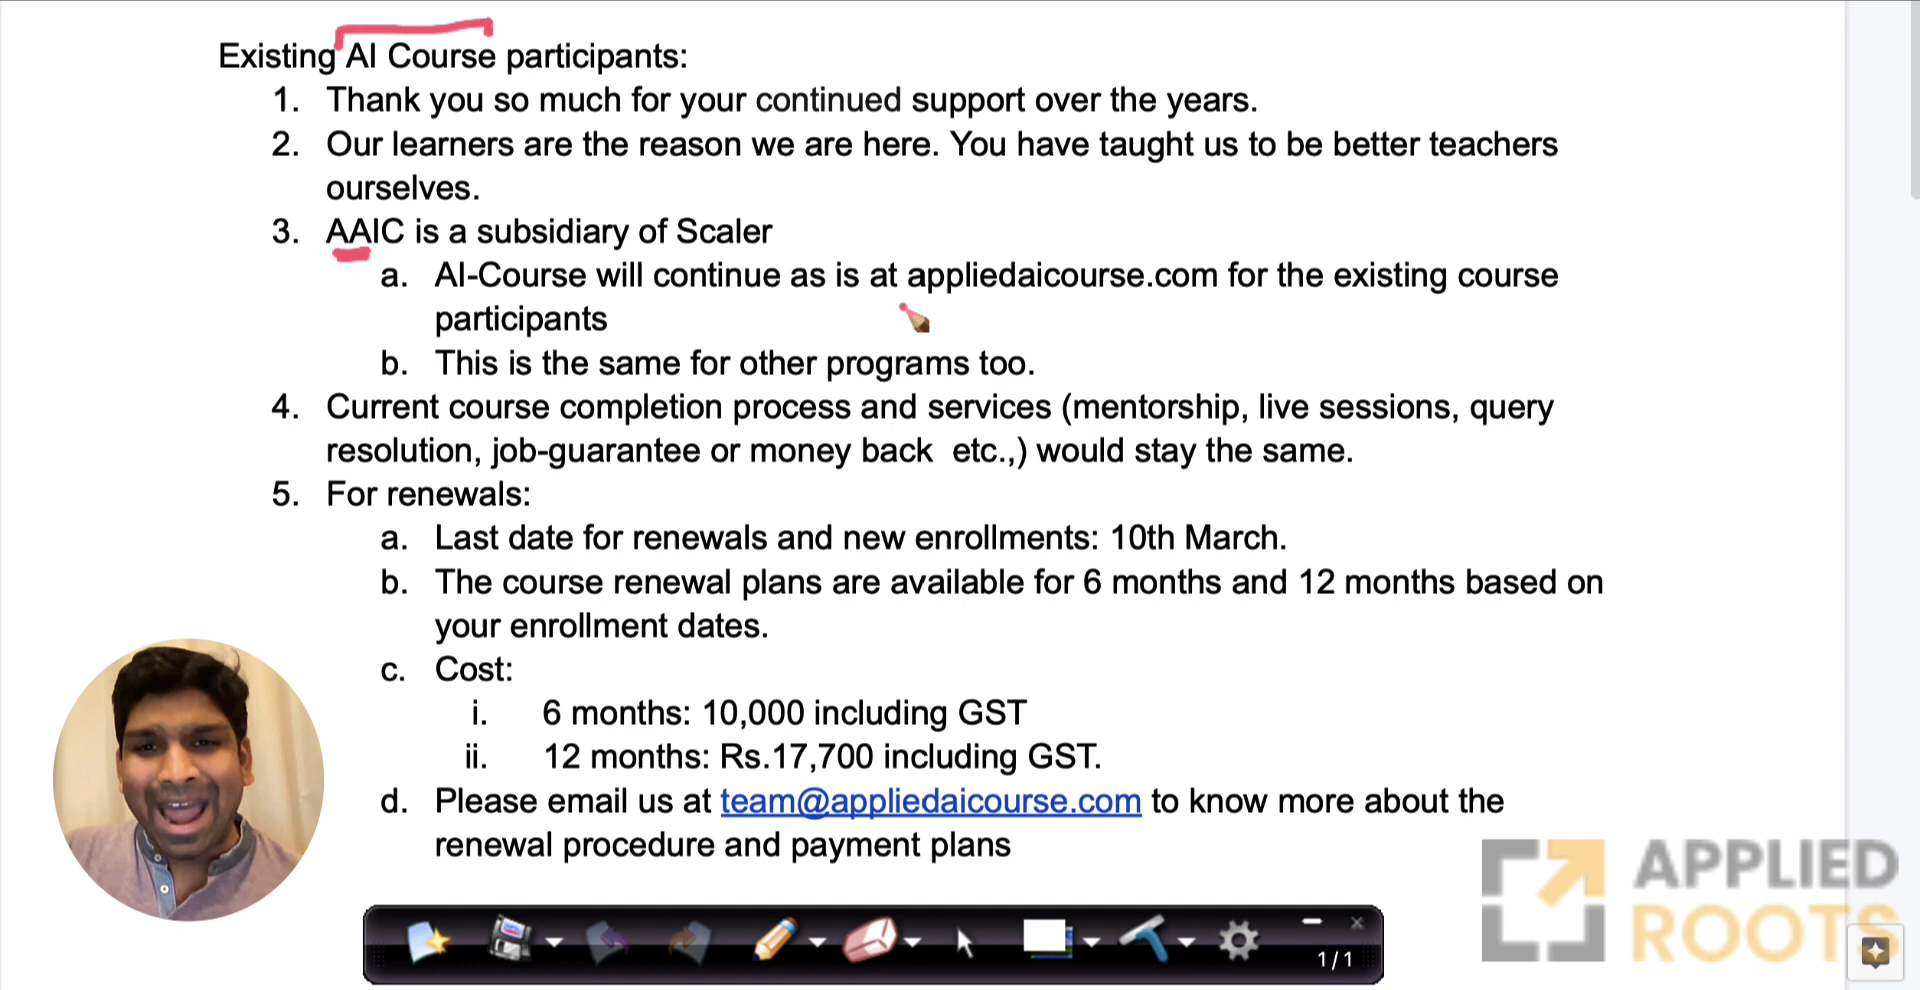 Existing AI Course participants:
1. Thank you so much for your continued support over the years.
2. Our learners are the reason we are here. You have taught us to be better teachers
ourselves.
3. AAIC is a subsidiary of Scaler
a. AI-Course will continue as is at appliedaicourse.com for the existing course
participants
b. This is the same for other programs too.
4. Current course completion process and services (mentorship, live sessions, query
resolution, job-guarantee or money back  etc.,) would stay the same.
5. For renewals:
a. Last date for renewals and new enrollments: 10th March.
b. The course renewal plans are available for 6 months and 12 months based on
your enrollment dates.
c. Cost:
i. 6 months: 10,000 including GST
ii. 12 months: Rs.17,700 including GST.
d. Please email us at team@appliedaicourse.com to know more about the
renewal procedure and payment plans
APPLIED
ROOTS
1/1